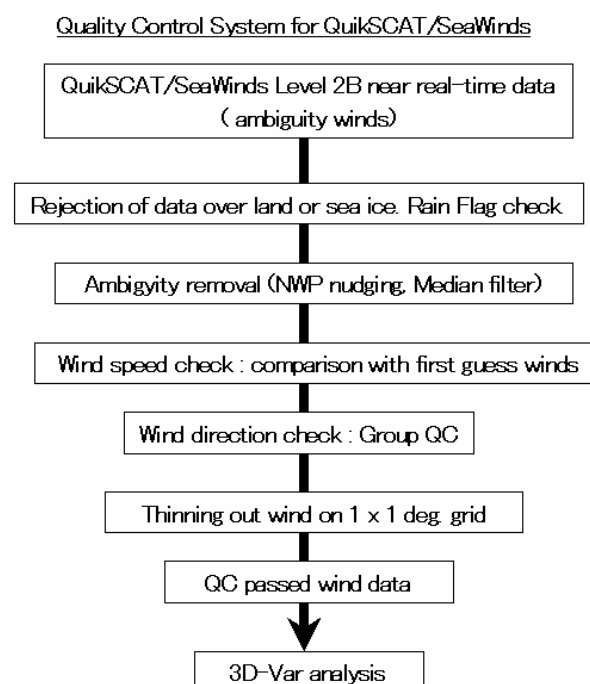 Quality Control System for QuikSCAT/SeaWinds
QuikSCAT/SeaWinds Level 2B near real-time data
( ambiguity winds)
Rejection of data over land or sea ice. Rain Flag check
Ambigyity removal (NWP nudging, Median filter)
Wind speed check : comparison with first guess winds
Wind direction check : Group QC
Thinning out wind on 1 x 1 deg. grid
QC passed wind data
3D-Var analysis